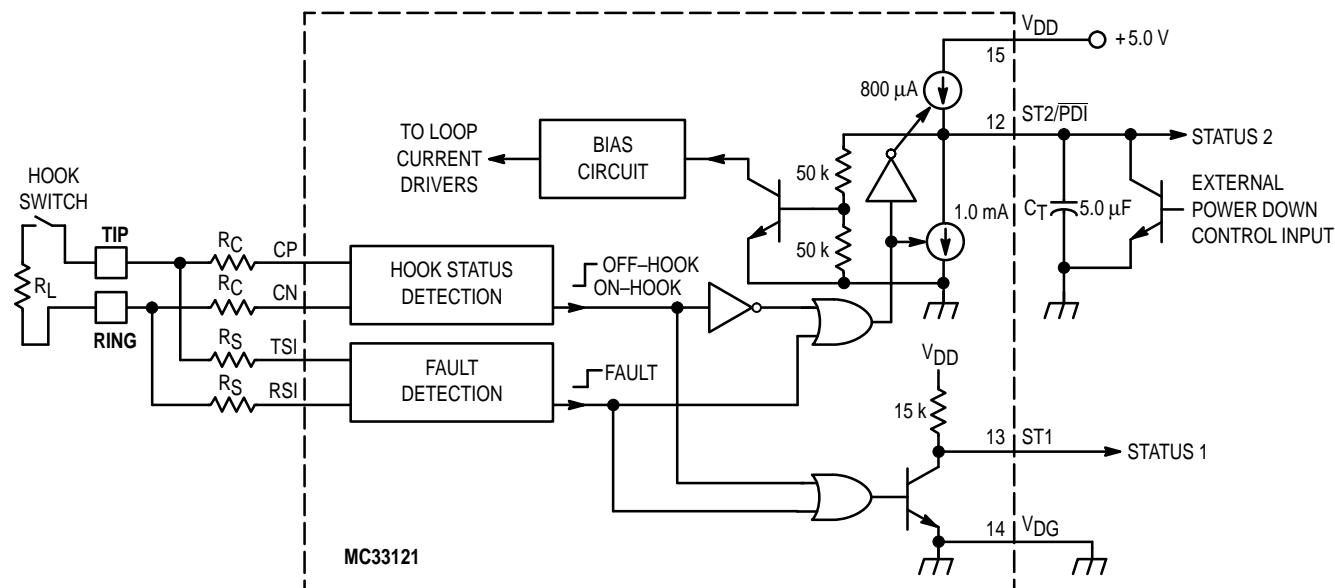 VDD
15
+5.0 V
800 µA
12
ST2/PDI
STATUS 2
TO LOOP
CURRENT
DRIVERS
BIAS
CIRCUIT
50 k
50 k
1.0 mA
CT
5.0 µF
EXTERNAL
POWER DOWN
CONTROL INPUT
HOOK
SWITCH
TIP
RL
RING
RC
CP
RC
CN
RS
TSI
RS
RSI
HOOK STATUS
DETECTION
OFF–HOOK
ON–HOOK
FAULT
DETECTION
FAULT
VDD
15 k
13
ST1
STATUS 1
14
VDG
MC33121